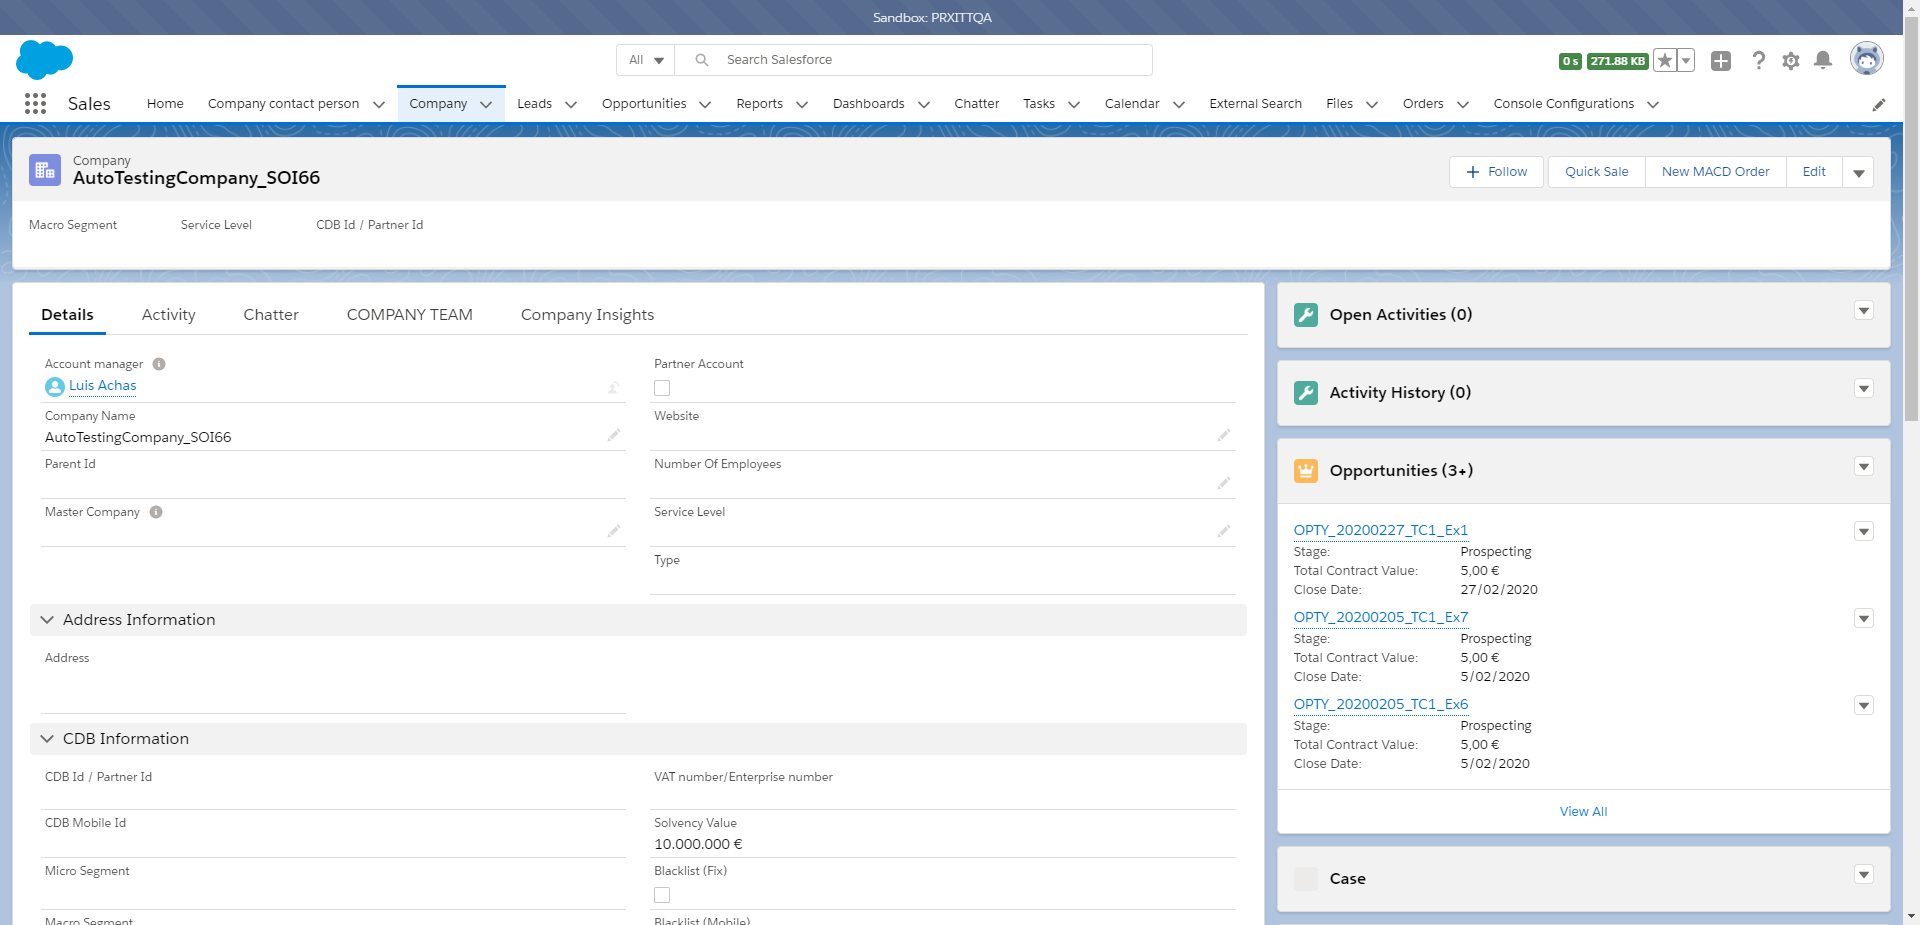 Sandbox: PRXITTQA
All
Search Salesforce
0 s
271.88 KB
Sales
Home
Company contact person
Company
Leads
Opportunities
Reports
Dashboards
Chatter
Tasks
Calendar
External Search
Files
Orders
Console Configurations
Company
AutoTestingCompany_SOI66
Follow
Quick Sale
New MACD Order
Edit
Macro Segment
Service Level
CDB Id / Partner Id
Details
Activity
Chatter
COMPANY TEAM
Company Insights
Account manager
Luis Achas
Partner Account
Company Name
AutoTestingCompany_SOI66
Website
Parent Id
Number Of Employees
Master Company
Service Level
Type
Address Information
Address
CDB Information
CDB Id / Partner Id
VAT number/Enterprise number
CDB Mobile Id
Solvency Value
10.000.000 €
Micro Segment
Blacklist (Fix)
Macro Segment
Blacklist (Mobile)
Open Activities (0)
Activity History (0)
Opportunities (3+)
OPTY_20200227_TC1_Ex1
Stage: Prospecting
Total Contract Value: 5,00 €
Close Date: 27/02/2020
OPTY_20200205_TC1_Ex7
Stage: Prospecting
Total Contract Value: 5,00 €
Close Date: 5/02/2020
OPTY_20200205_TC1_Ex6
Stage: Prospecting
Total Contract Value: 5,00 €
Close Date: 5/02/2020
View All
Case